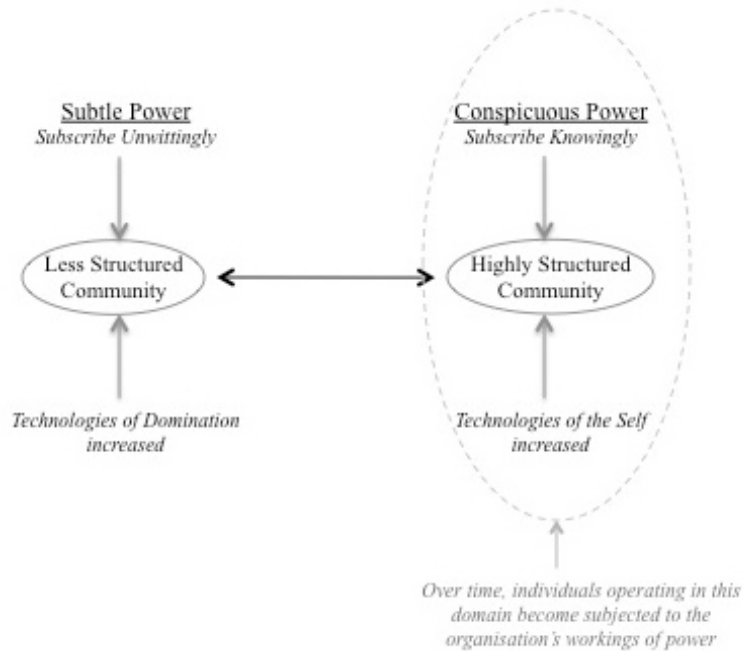 Subtle Power
Subscribe Unwittingly
Conspicuous Power
Subscribe Knowingly
Less Structured
Community
Highly Structured
Community
Technologies of Domination
increased
Technologies of the Self
increased
Over time, individuals operating in this
domain become subjected to the
organisation's workings of power